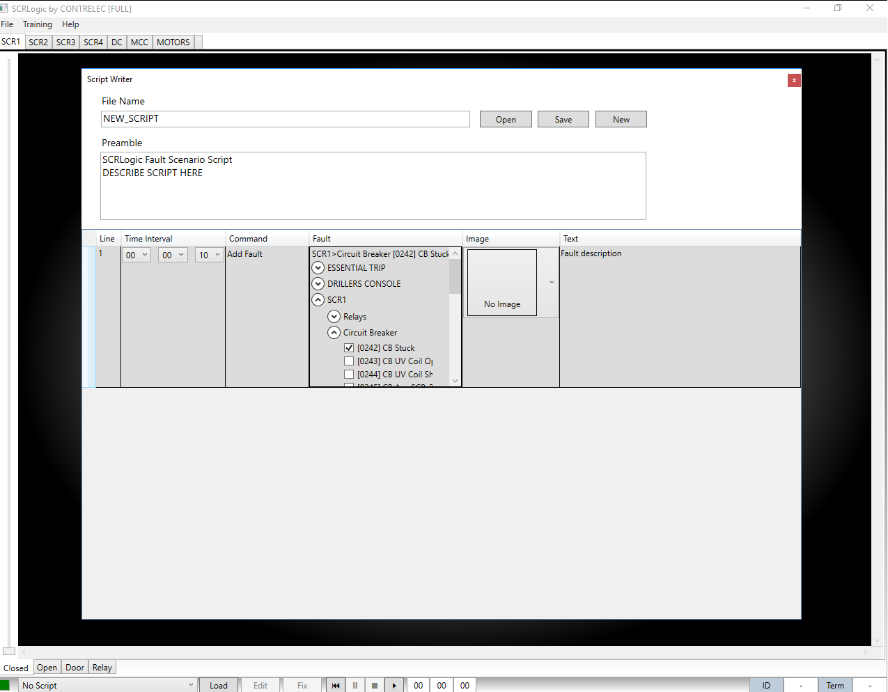 SCRLogic by CONTRELEC [FULL]
File Training Help
SCR1 SCR2 SCR3 SCR4 DC MCC MOTORS
Script Writer
x
File Name
NEW_SCRIPT Open Save New
Preamble
SCRLogic Fault Scenario Script
DESCRIBE SCRIPT HERE
Line Time Interval Command Fault Image Text
1 00 00 10 Add Fault SCR1>Circuit Breaker [0242] CB Stuck Fault description
ESSENTIAL TRIP
DRILLERS CONSOLE
SCR1
No Image
Relays
Circuit Breaker
[0242] CB Stuck
[0243] CB UV Coil Op
[0244] CB UV Coil Sh
Closed Open Door Relay
No Script Load Edit Fix 00 00 00 ID - Term -